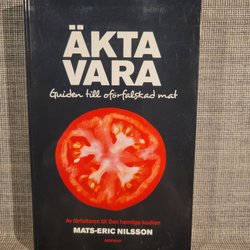 ÄKTA
VARA
Guiden till oförfalskad mat
Av författaren till Den hemliga kocken
MATS-ERIC NILSSON